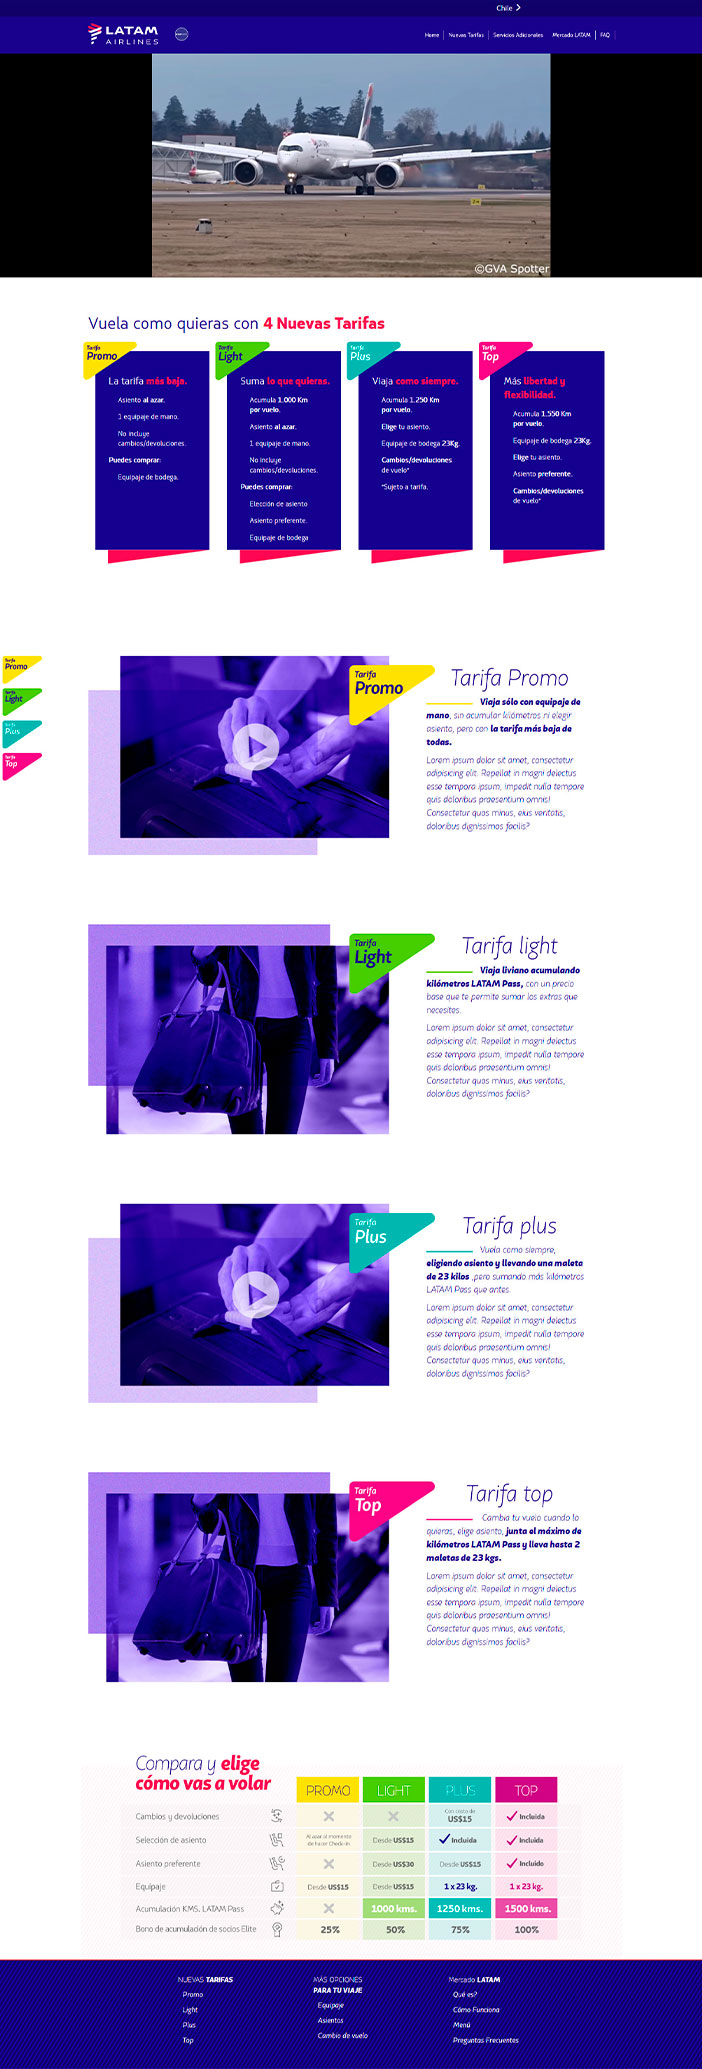 Chile
LATAM
AIRLINES
Home
Nuevas Tarifas
Servicios Adicionales
Mercado LATAM
FAQ
©GVA Spotter
Vuela como quieras con 4 Nuevas Tarifas
Tarifa
Promo
La tarifa más baja.
Asiento al azar.
1 equipaje de mano.
No incluye
cambios/devoluciones.
Puedes comprar:
Equipaje de bodega.
Tarifa
Light
Suma lo que quieras.
Acumula 1.000 Km
por vuelo.
Asiento al azar.
1 equipaje de mano.
No incluye
cambios/devoluciones.
Puedes comprar:
Elección de asiento
Asiento preferente.
Equipaje de bodega
Tarifa
Plus
Viaja como siempre.
Acumula 1.250 Km
por vuelo.
Elige tu asiento.
Equipaje de bodega 23Kg.
Cambios/devoluciones
de vuelo*
*Sujeto a tarifa.
Tarifa
Top
Más libertad y
flexibilidad.
Acumula 1.550 Km
por vuelo.
Equipaje de bodega 23Kg.
Elige tu asiento.
Asiento preferente.
Cambios/devoluciones
de vuelo*
Tarifa
Promo
Tarifa
Light
Tarifa
Plus
Tarifa
Top
Tarifa
Promo
Tarifa Promo
Viaja sólo con equipaje de
mano, sin acumular kilómetros ni elegir
asiento, pero con la tarifa más baja de
todas.
Lorem ipsum dolor sit amet, consectetur
adipisicing elit. Repellat in magni delectus
esse tempora ipsum, impedit nulla tempore
quis doloribus praesentium omnis!
Consectetur quos minus, eius veritatis,
doloribus dignissimos facilis?
Tarifa
Light
Tarifa light
Viaja liviano acumulando
kilómetros LATAM Pass, con un precio
base que te permite sumar los extras que
necesites.
Lorem ipsum dolor sit amet, consectetur
adipisicing elit. Repellat in magni delectus
esse tempora ipsum, impedit nulla tempore
quis doloribus praesentium omnis!
Consectetur quos minus, eius veritatis,
doloribus dignissimos facilis?
Tarifa
Plus
Tarifa plus
Vuela como siempre,
eligiendo asiento y llevando una maleta
de 23 kilos ,pero sumando más kilómetros
LATAM Pass que antes.
Lorem ipsum dolor sit amet, consectetur
adipisicing elit. Repellat in magni delectus
esse tempora ipsum, impedit nulla tempore
quis doloribus praesentium omnis!
Consectetur quos minus, eius veritatis,
doloribus dignissimos facilis?
Tarifa
Top
Tarifa top
Cambia tu vuelo cuando lo
quieras, elige asiento, junta el máximo de
kilómetros LATAM Pass y lleva hasta 2
maletas de 23 kgs.
Lorem ipsum dolor sit amet, consectetur
adipisicing elit. Repellat in magni delectus
esse tempora ipsum, impedit nulla tempore
quis doloribus praesentium omnis!
Consectetur quos minus, eius veritatis,
doloribus dignissimos facilis?
Compara y elige
cómo vas a volar
PROMO LIGHT PLUS TOP
Cambios y devoluciones Con costo de US$15 Incluida
Selección de asiento Al azar al momento de hacer Check-in Desde US$15 Incluida Incluida
Asiento preferente Desde US$30 Desde US$15 Incluido
Equipaje Desde US$15 Desde US$15 1 x 23 kg. 1 x 23 kg.
Acumulación KMS. LATAM Pass 1000 kms. 1250 kms. 1500 kms.
Bono de acumulación de socios Elite 25% 50% 75% 100%
NUEVAS TARIFAS
Promo
Light
Plus
Top
MÁS OPCIONES
PARA TU VIAJE
Equipaje
Asientos
Cambio de vuelo
Mercado LATAM
Qué es?
Cómo Funciona
Menú
Preguntas Frecuentes